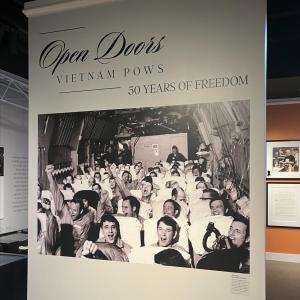 Open Doors
VIETNAM POWS
50 YEARS OF FREEDOM